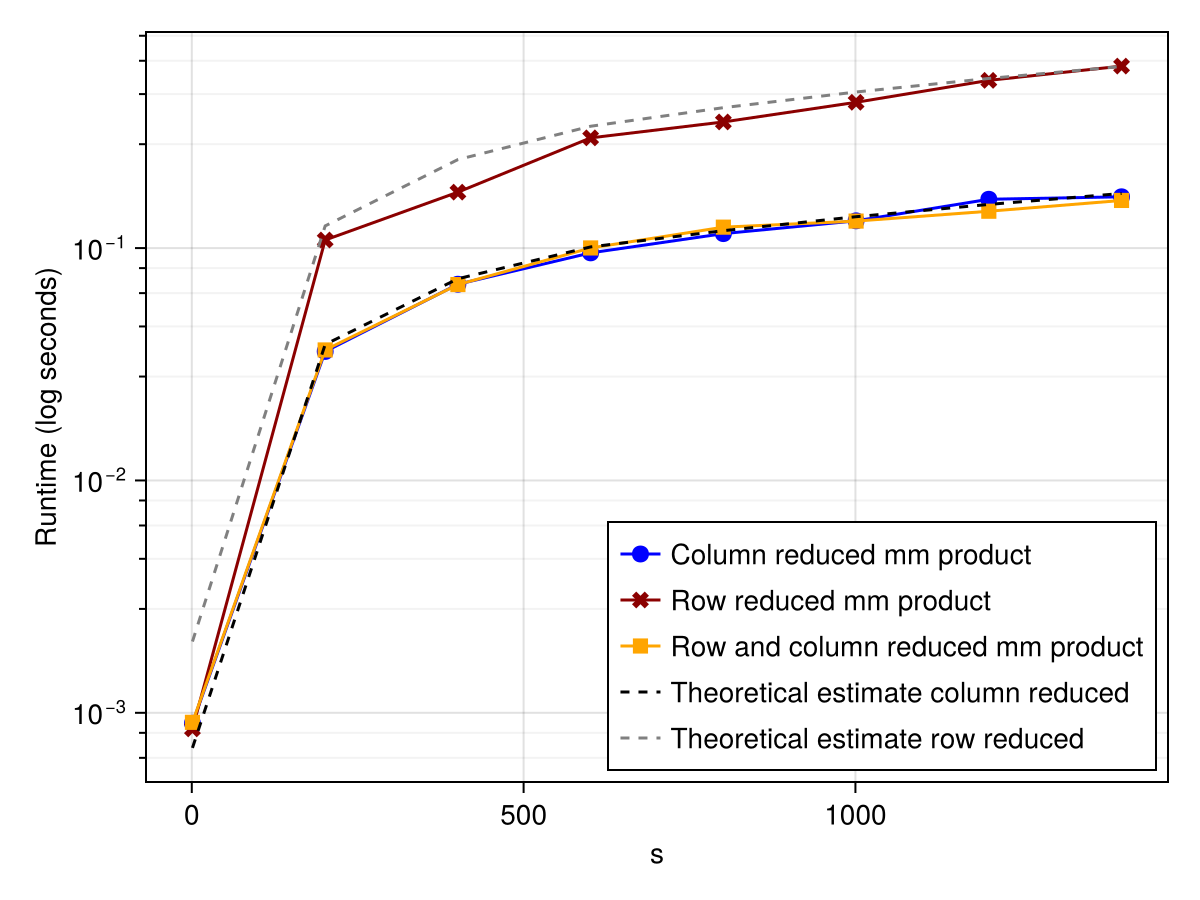 Runtime (log seconds)
10⁻¹
10⁻²
10⁻³
Column reduced mm product
Row reduced mm product
Row and column reduced mm product
Theoretical estimate column reduced
Theoretical estimate row reduced
0
500
1000
s